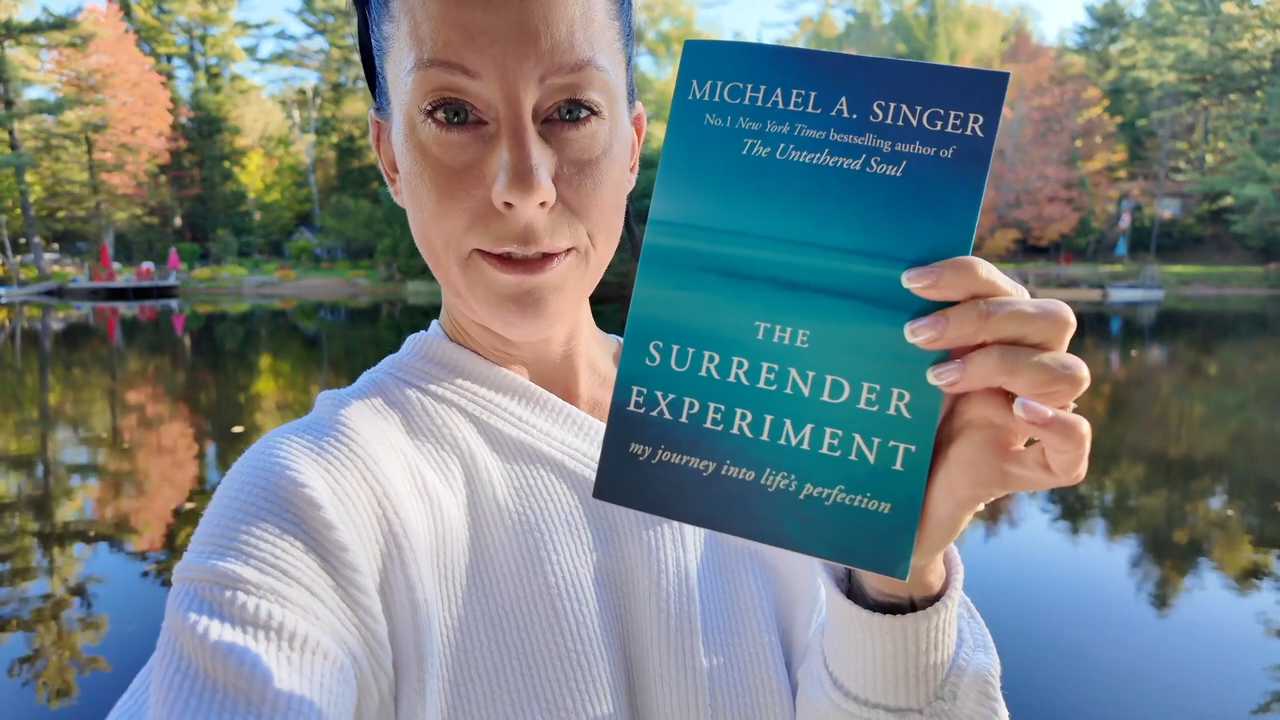 MICHAEL A. SINGER
No.1 New York Times bestselling author of
The Untethered Soul
THE
SURRENDER
EXPERIMENT
my journey into life's perfection